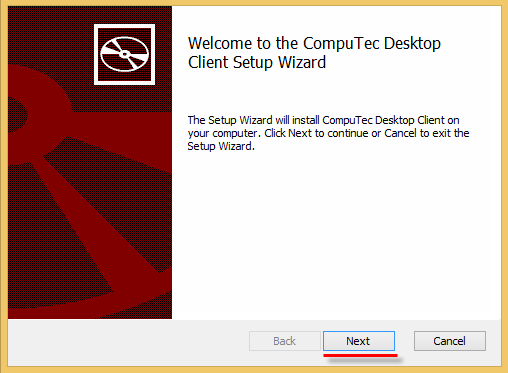 Welcome to the CompuTec Desktop
Client Setup Wizard
The Setup Wizard will install CompuTec Desktop Client on
your computer. Click Next to continue or Cancel to exit the
Setup Wizard.
Back
Next
Cancel